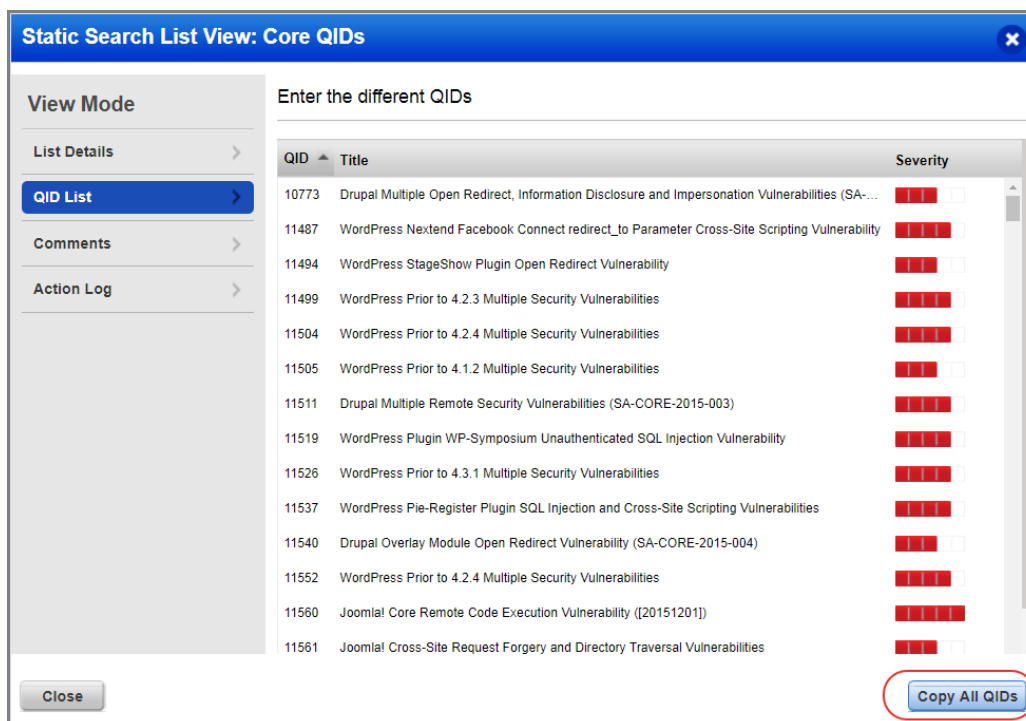 Static Search List View: Core QIDs
View Mode
List Details
QID List
Comments
Action Log
Enter the different QIDs
QID Title Severity
10773 Drupal Multiple Open Redirect, Information Disclosure and Impersonation Vulnerabilities (SA-...
11487 WordPress Nextend Facebook Connect redirect_to Parameter Cross-Site Scripting Vulnerability
11494 WordPress StageShow Plugin Open Redirect Vulnerability
11499 WordPress Prior to 4.2.3 Multiple Security Vulnerabilities
11504 WordPress Prior to 4.2.4 Multiple Security Vulnerabilities
11505 WordPress Prior to 4.1.2 Multiple Security Vulnerabilities
11511 Drupal Multiple Remote Security Vulnerabilities (SA-CORE-2015-003)
11519 WordPress Plugin WP-Symposium Unauthenticated SQL Injection Vulnerability
11526 WordPress Prior to 4.3.1 Multiple Security Vulnerabilities
11537 WordPress Pie-Register Plugin SQL Injection and Cross-Site Scripting Vulnerabilities
11540 Drupal Overlay Module Open Redirect Vulnerability (SA-CORE-2015-004)
11552 WordPress Prior to 4.2.4 Multiple Security Vulnerabilities
11560 Joomla! Core Remote Code Execution Vulnerability ([20151201])
11561 Joomla! Cross-Site Request Forgery and Directory Traversal Vulnerabilities
Close
Copy All QIDs